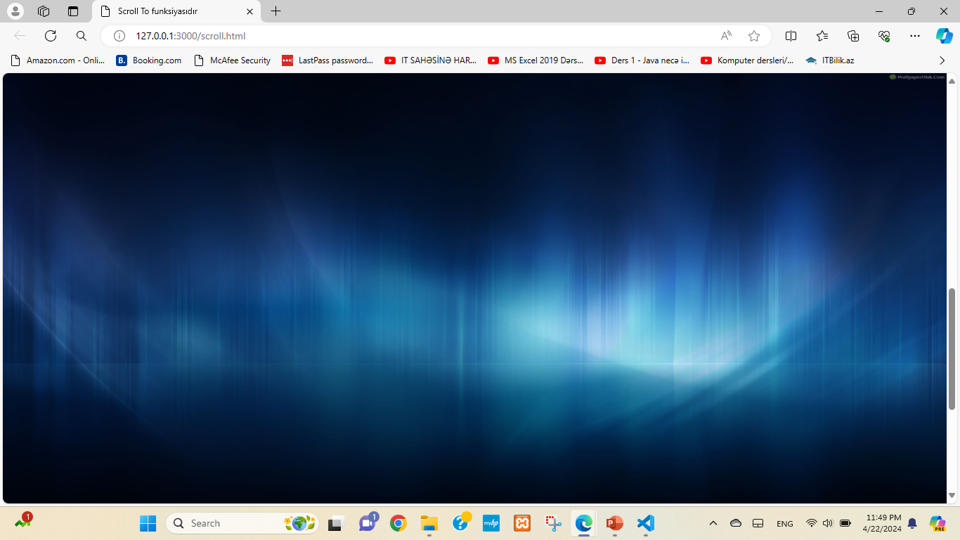 Scroll To funksiyasıdır
127.0.0.1:3000/scroll.html
Amazon.com - Onli...
Booking.com
McAfee Security
LastPass password...
IT SAHƏSİNƏ HAR...
MS Excel 2019 Dərs...
Ders 1 - Java necə i...
Komputer dersleri/...
ITBilik.az
1
Search
1
ENG
11:49 PM
4/22/2024